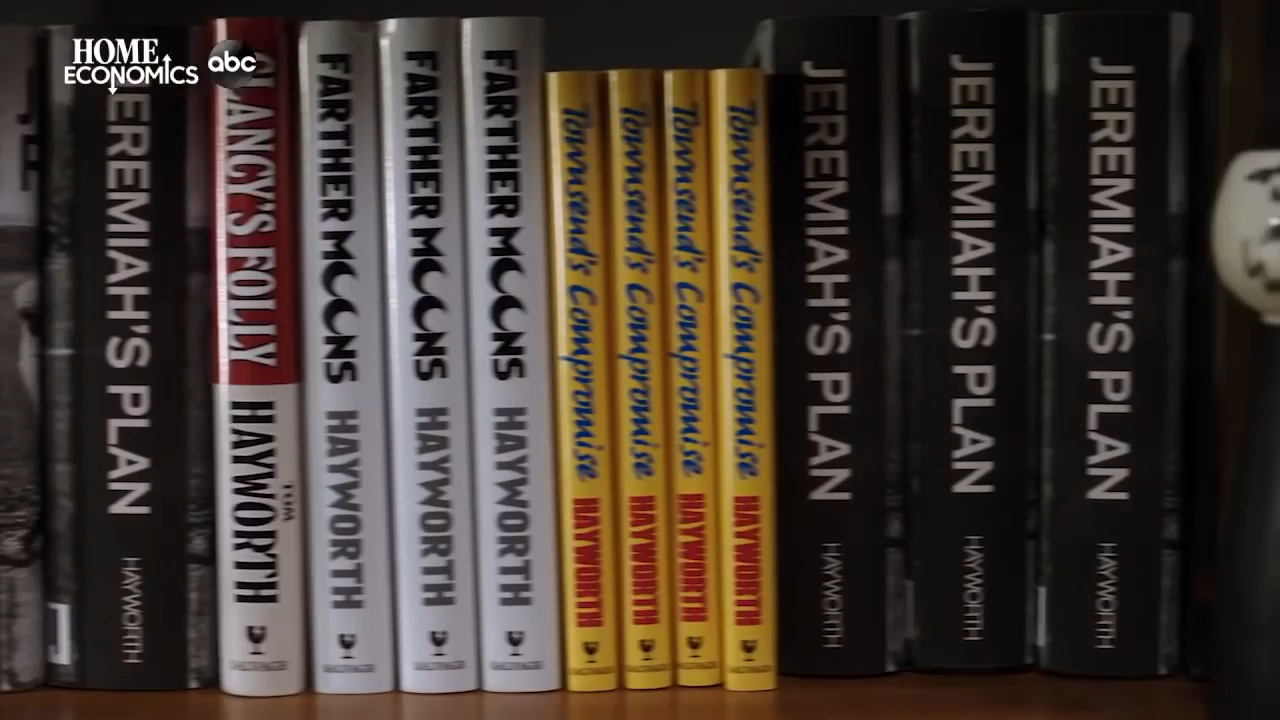 HOME
ECONOMICS
abc
JEREMIAH'S PLAN
HAYWORTH
CLANCY'S FOLLY
TOM
HAYWORTH
FARTHER MOONS
HAYWORTH
FARTHER MOONS
HAYWORTH
FARTHER MOONS
HAYWORTH
Townsend's Compromise
HAYWORTH
Townsend's Compromise
HAYWORTH
Townsend's Compromise
HAYWORTH
Townsend's Compromise
HAYWORTH
JEREMIAH'S PLAN
HAYWORTH
JEREMIAH'S PLAN
HAYWORTH
JEREMIAH'S PLAN
HAYWORTH